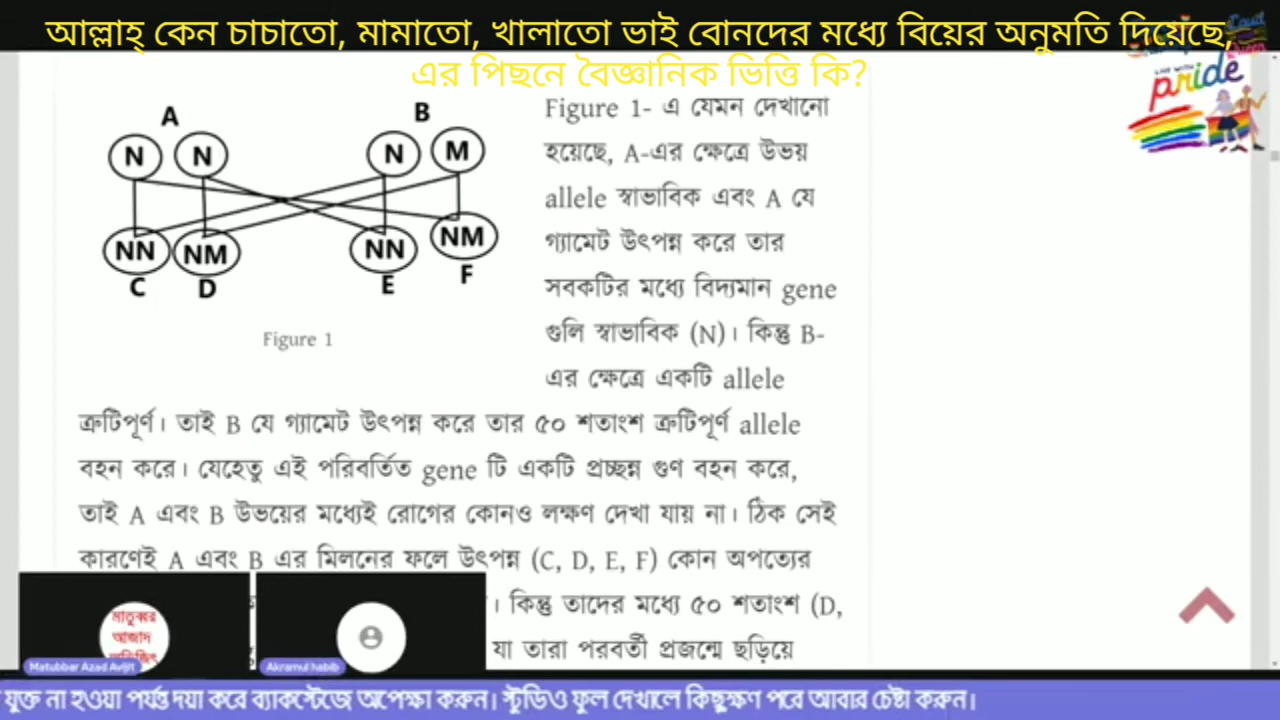 আল্লাহ্ কেন চাচাতো, মামাতো, খালাতো ভাই বোনদের মধ্যে বিয়ের অনুমতি দিয়েছে,
এর পিছনে বৈজ্ঞানিক ভিত্তি কি?
LIVE WITH
pride
A
B
N N N M
NN NM NN NM
C D E F
Figure 1
Figure 1- এ যেমন দেখানো
হয়েছে, A-এর ক্ষেত্রে উভয়
allele স্বাভাবিক এবং A যে
গ্যামেট উৎপন্ন করে তার
সবকটির মধ্যে বিদ্যমান gene
গুলি স্বাভাবিক (N)। কিন্তু B-
এর ক্ষেত্রে একটি allele
ত্রুটিপূর্ণ। তাই B যে গ্যামেট উৎপন্ন করে তার ৫০ শতাংশ ত্রুটিপূর্ণ allele
বহন করে। যেহেতু এই পরিবর্তিত gene টি একটি প্রচ্ছন্ন গুণ বহন করে,
তাই A এবং B উভয়ের মধ্যেই রোগের কোনও লক্ষণ দেখা যায় না। ঠিক সেই
কারণেই A এবং B এর মিলনের ফলে উৎপন্ন (C, D, E, F) কোন অপত্যের
। কিন্তু তাদের মধ্যে ৫০ শতাংশ (D,
যা তারা পরবর্তী প্রজন্মে ছড়িয়ে
মাতুব্বর
আজাদ
Matubbar Azad Avijit
Akramul habib
যুক্ত না হওয়া পর্যন্ত দয়া করে ব্যাকস্টেজে অপেক্ষা করুন। স্টুডিও ফুল দেখালে কিছুক্ষণ পরে আবার চেষ্টা করুন।